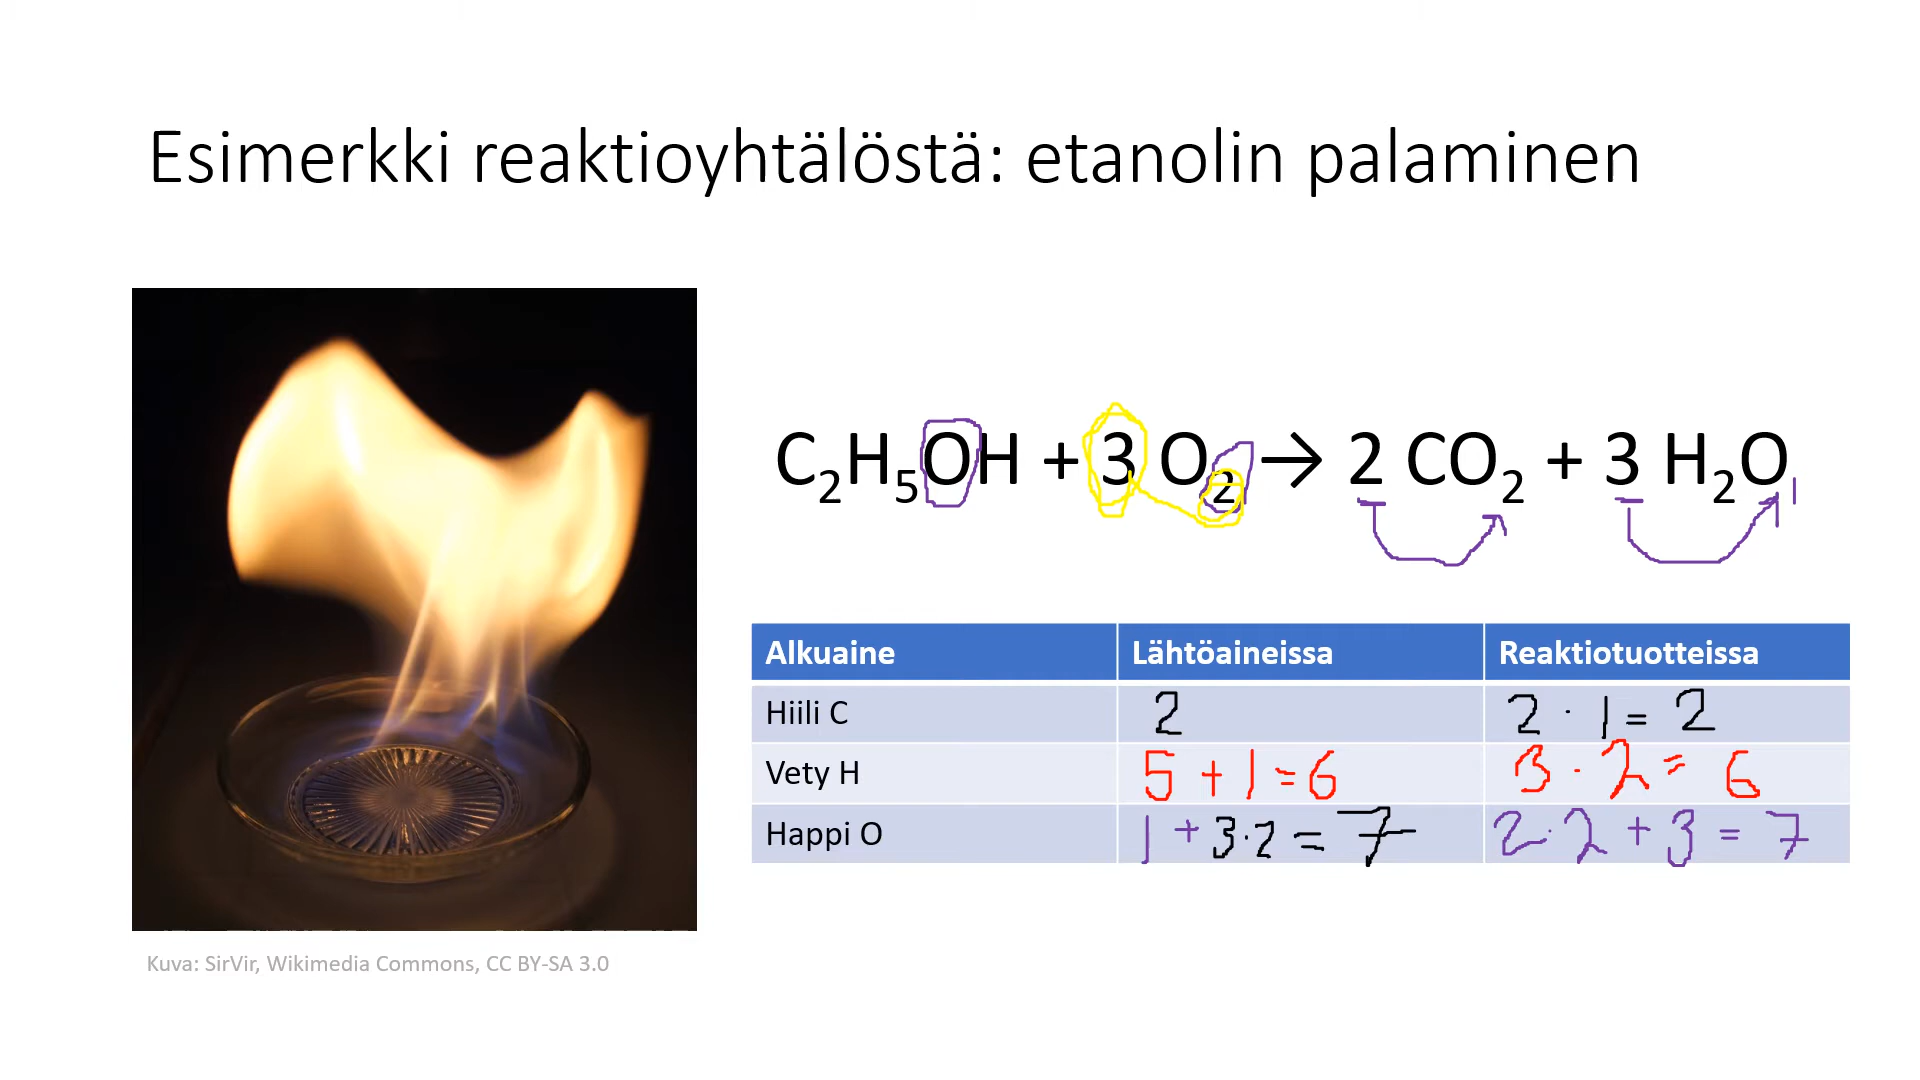 Esimerkki reaktioyhtälöstä: etanolin palaminen
C₂H₅OH + 3 O₂ → 2 CO₂ + 3 H₂O 1
Alkuaine Lähtöaineissa Reaktiotuotteissa
Hiili C 2 2 · 1 = 2
Vety H 5 + 1 = 6 3 · 2 = 6
Happi O 1 + 3 · 2 = 7 2 · 2 + 3 = 7
Kuva: SirVir, Wikimedia Commons, CC BY-SA 3.0